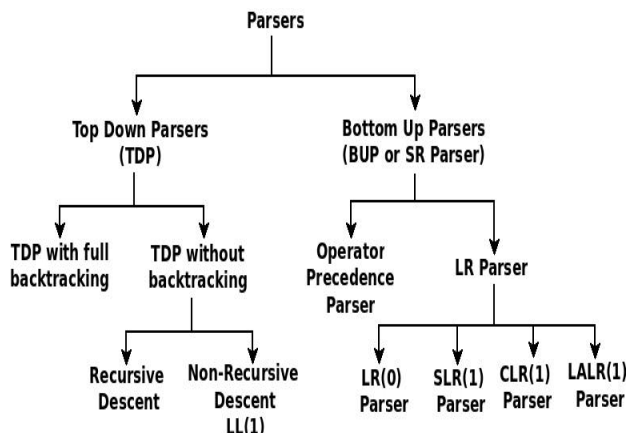 Parsers
Top Down Parsers
(TDP)
Bottom Up Parsers
(BUP or SR Parser)
TDP with full
backtracking
TDP without
backtracking
Operator
Precedence
Parser
LR Parser
Recursive
Descent
Non-Recursive
Descent
LL(1)
LR(0)
Parser
SLR(1)
Parser
CLR(1)
Parser
LALR(1)
Parser